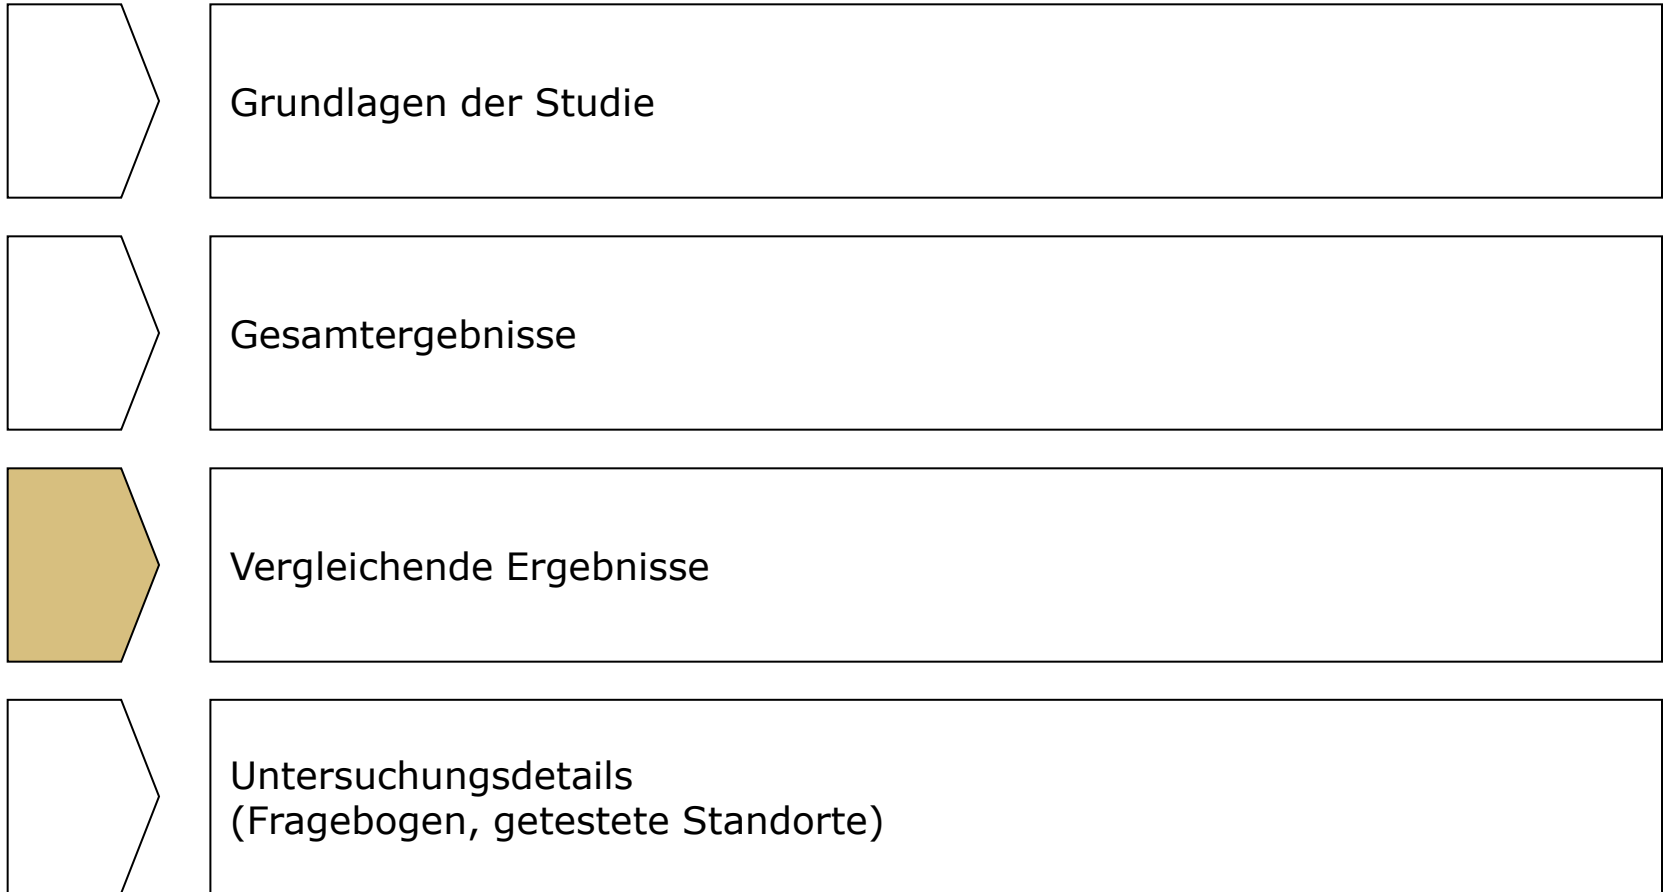 Grundlagen der Studie
Gesamtergebnisse
Vergleichende Ergebnisse
Untersuchungsdetails
(Fragebogen, getestete Standorte)